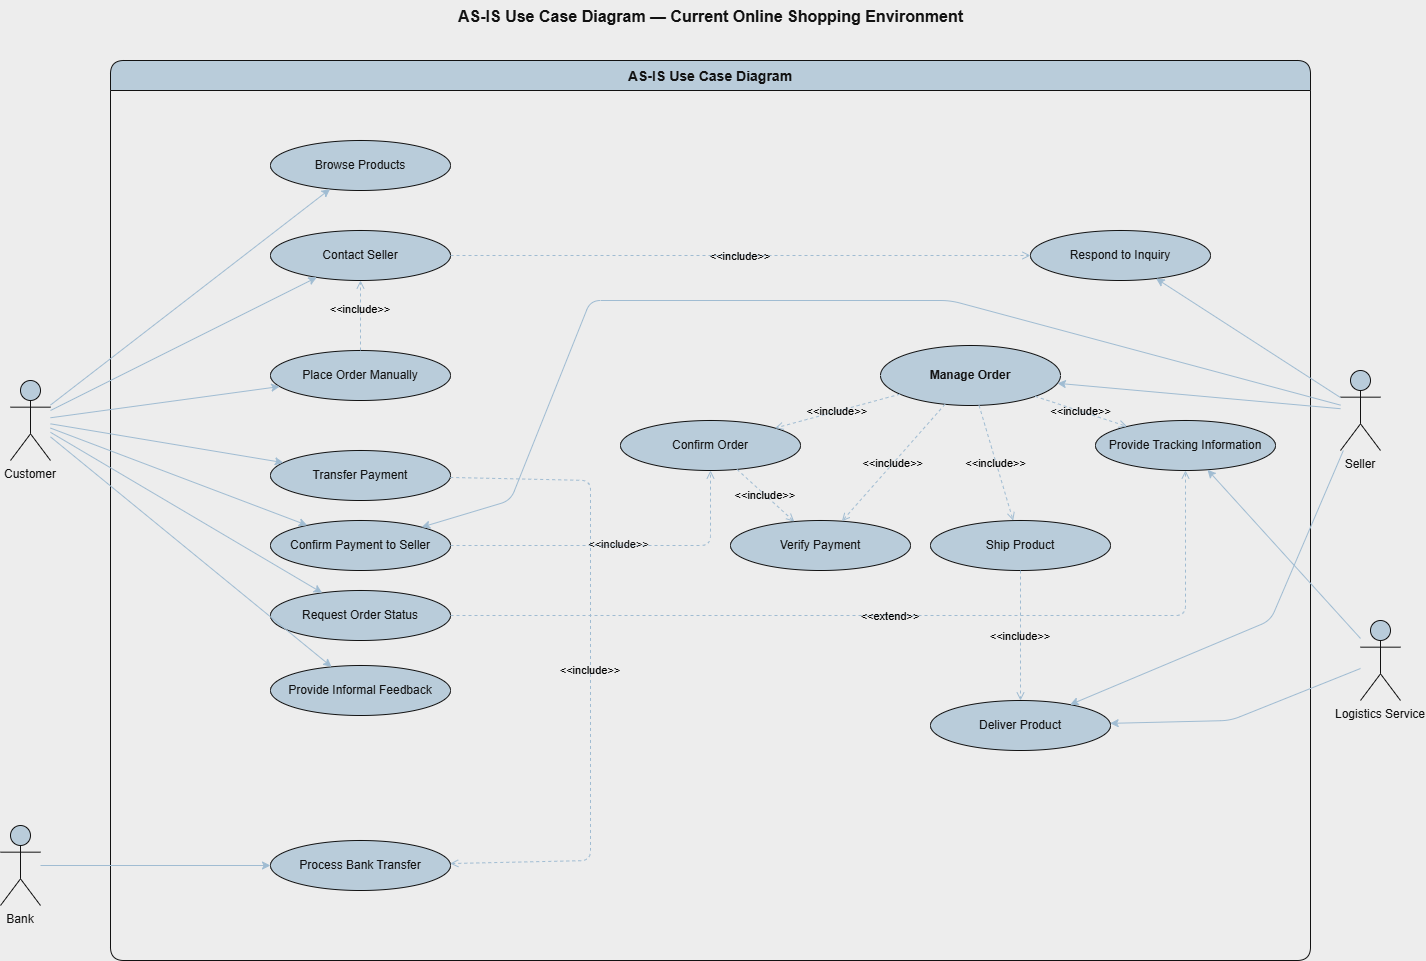 AS-IS Use Case Diagram — Current Online Shopping Environment
AS-IS Use Case Diagram
Browse Products
Contact Seller
<<include>>
Respond to Inquiry
<<include>>
Place Order Manually
Manage Order
<<include>>
<<include>>
Customer
Seller
Confirm Order
Provide Tracking Information
<<include>>
<<include>>
Transfer Payment
<<include>>
Confirm Payment to Seller
<<include>>
Verify Payment
Ship Product
Request Order Status
<<extend>>
<<include>>
<<include>>
Provide Informal Feedback
Logistics Service
Deliver Product
Process Bank Transfer
Bank